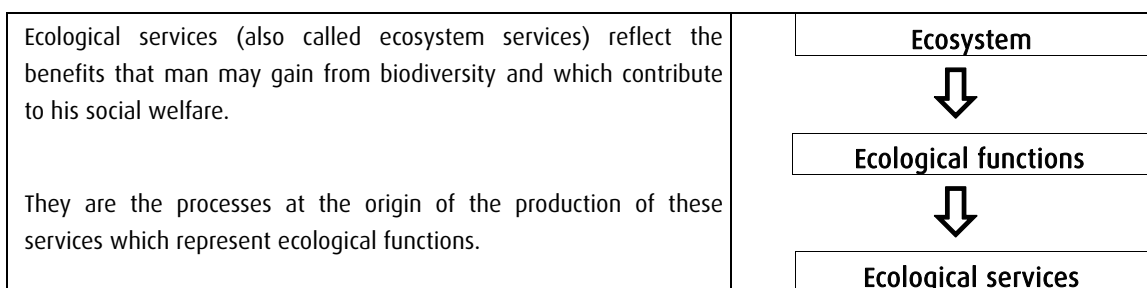 Ecological services (also called ecosystem services) reflect the
benefits that man may gain from biodiversity and which contribute
to his social welfare.
They are the processes at the origin of the production of these
services which represent ecological functions.
Ecosystem
Ecological functions
Ecological services